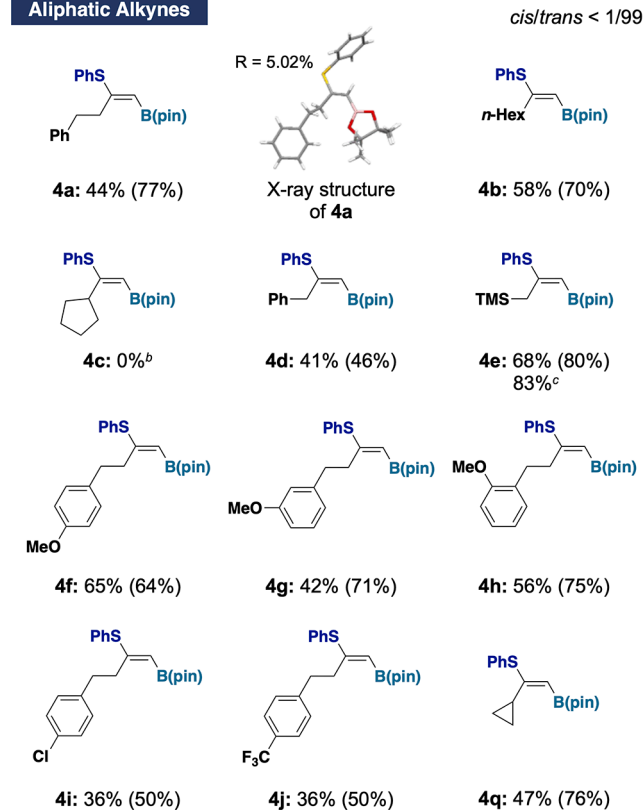 Aliphatic Alkynes
cis/trans < 1/99
PhS
B(pin)
Ph
4a: 44% (77%)
R = 5.02%
X-ray structure
of 4a
PhS
n-Hex
B(pin)
4b: 58% (70%)
PhS
B(pin)
4c: 0%ᵇ
PhS
Ph
B(pin)
4d: 41% (46%)
PhS
TMS
B(pin)
4e: 68% (80%)
83%ᶜ
PhS
B(pin)
MeO
4f: 65% (64%)
PhS
B(pin)
MeO
4g: 42% (71%)
PhS
MeO
B(pin)
4h: 56% (75%)
PhS
B(pin)
Cl
4i: 36% (50%)
PhS
B(pin)
F₃C
4j: 36% (50%)
PhS
B(pin)
4q: 47% (76%)